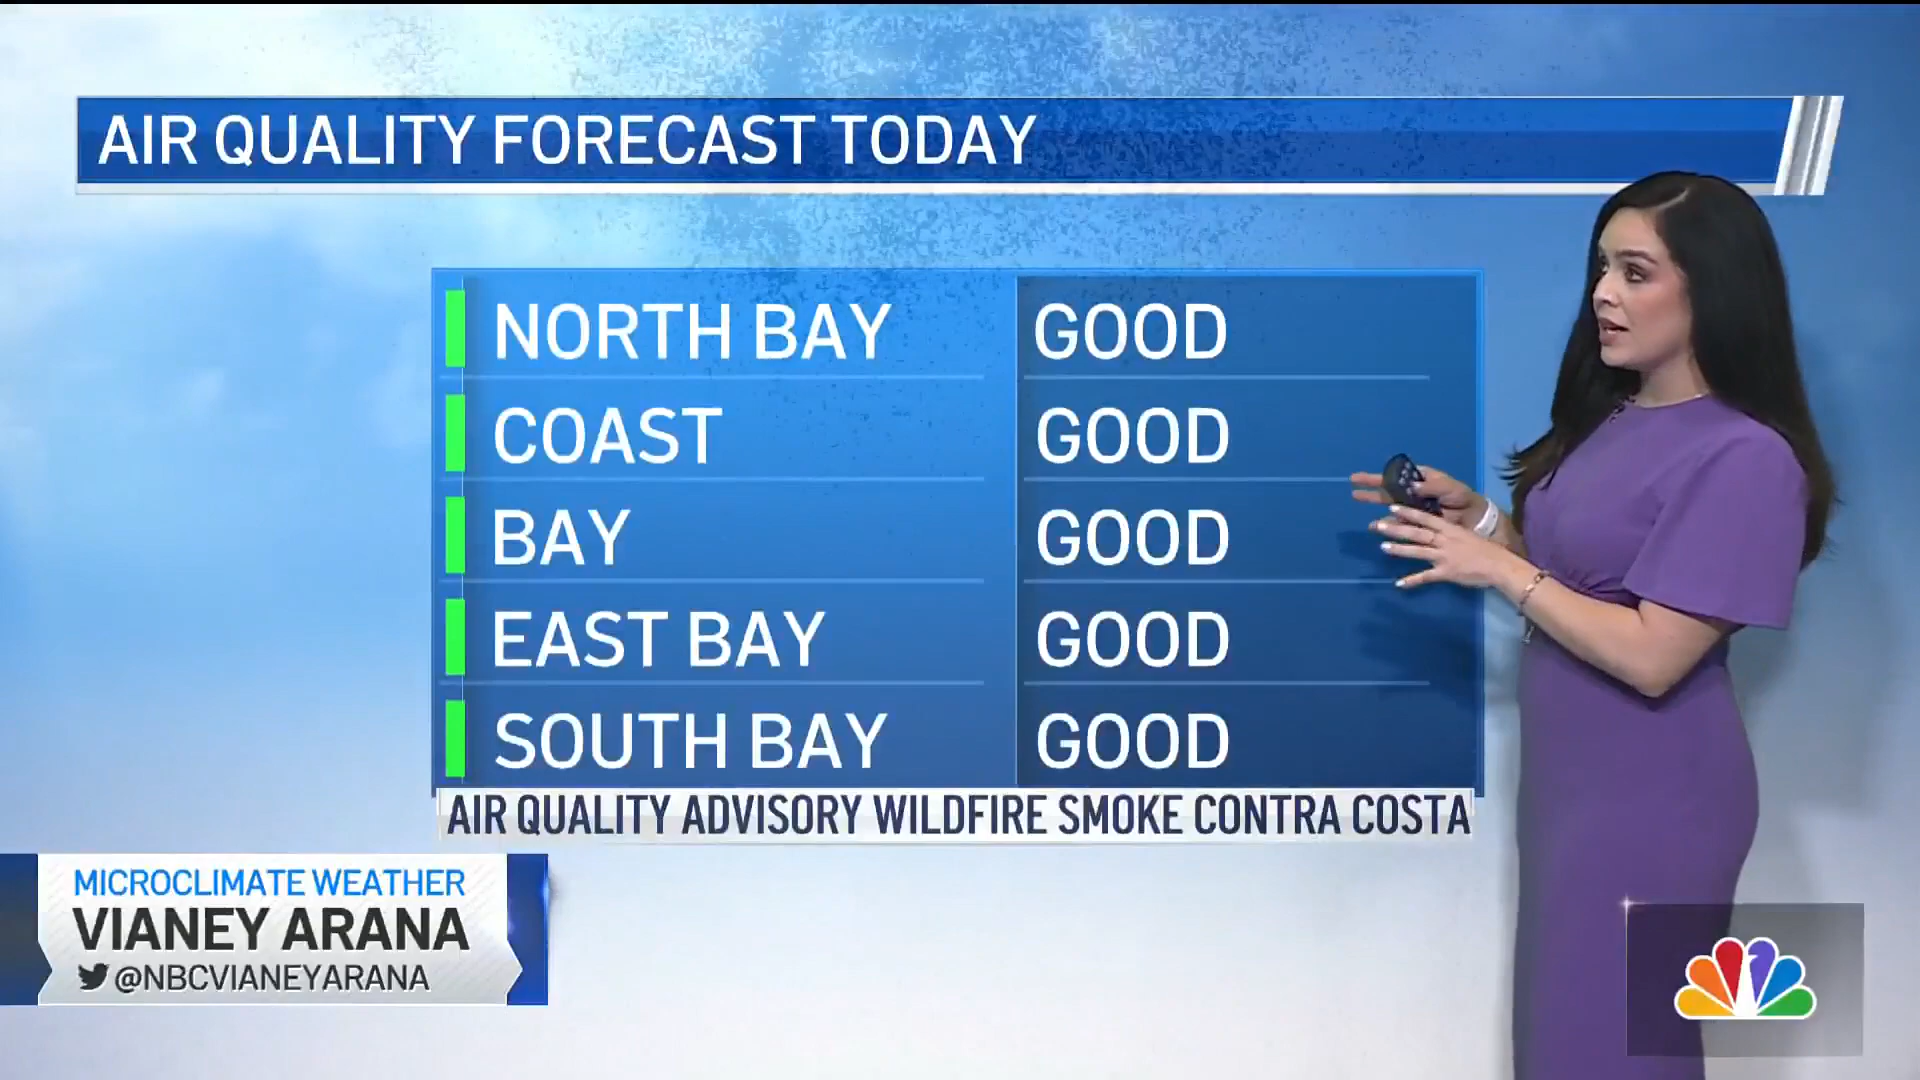 AIR QUALITY FORECAST TODAY
NORTH BAY GOOD
COAST GOOD
BAY GOOD
EAST BAY GOOD
SOUTH BAY GOOD
AIR QUALITY ADVISORY WILDFIRE SMOKE CONTRA COSTA
MICROCLIMATE WEATHER
VIANEY ARANA
@NBCVIANEYARANA